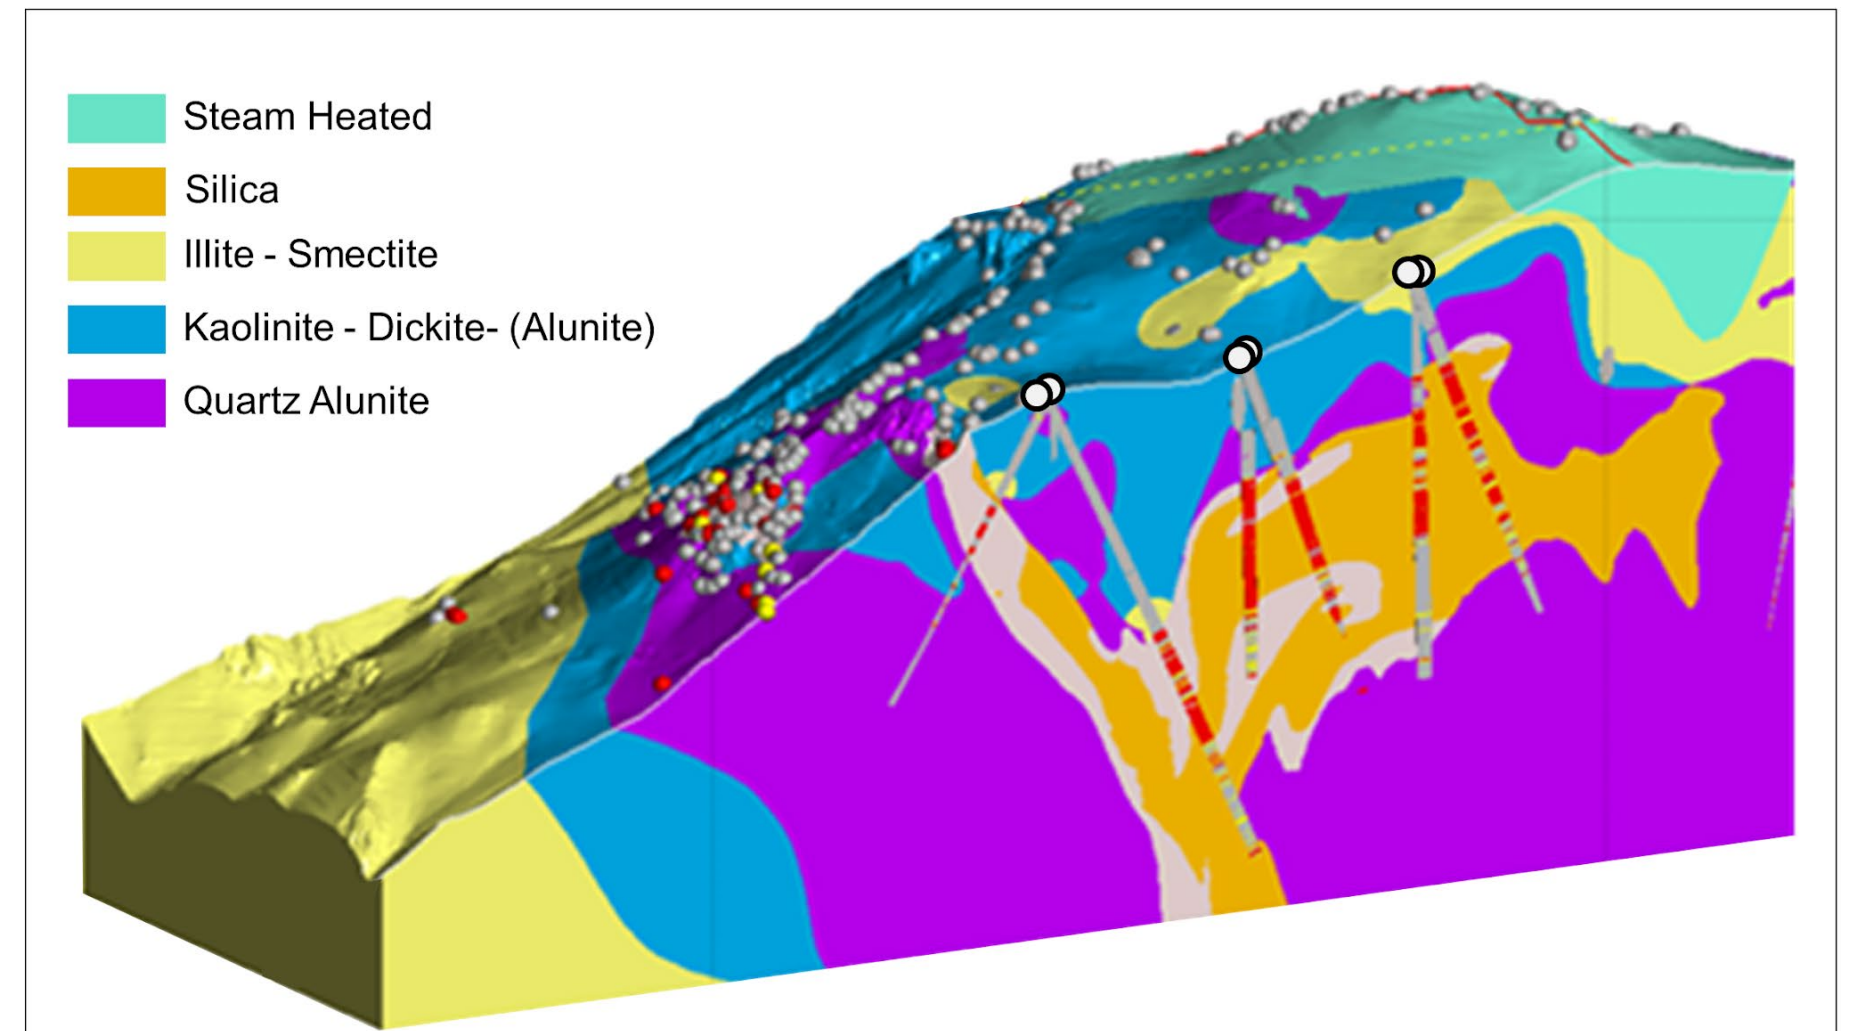 Steam Heated
Silica
Illite - Smectite
Kaolinite - Dickite- (Alunite)
Quartz Alunite